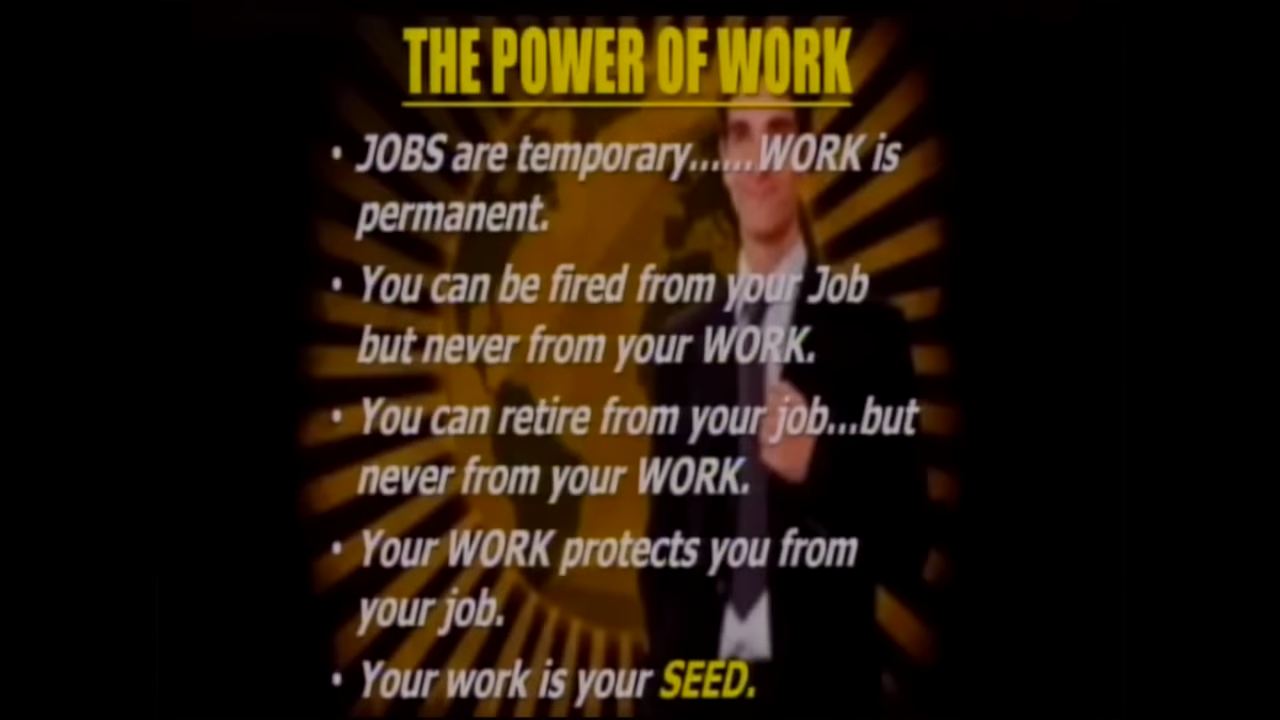 THE POWER OF WORK
• JOBS are temporary......WORK is
permanent.
• You can be fired from your Job
but never from your WORK.
• You can retire from your job...but
never from your WORK.
• Your WORK protects you from
your job.
• Your work is your SEED.